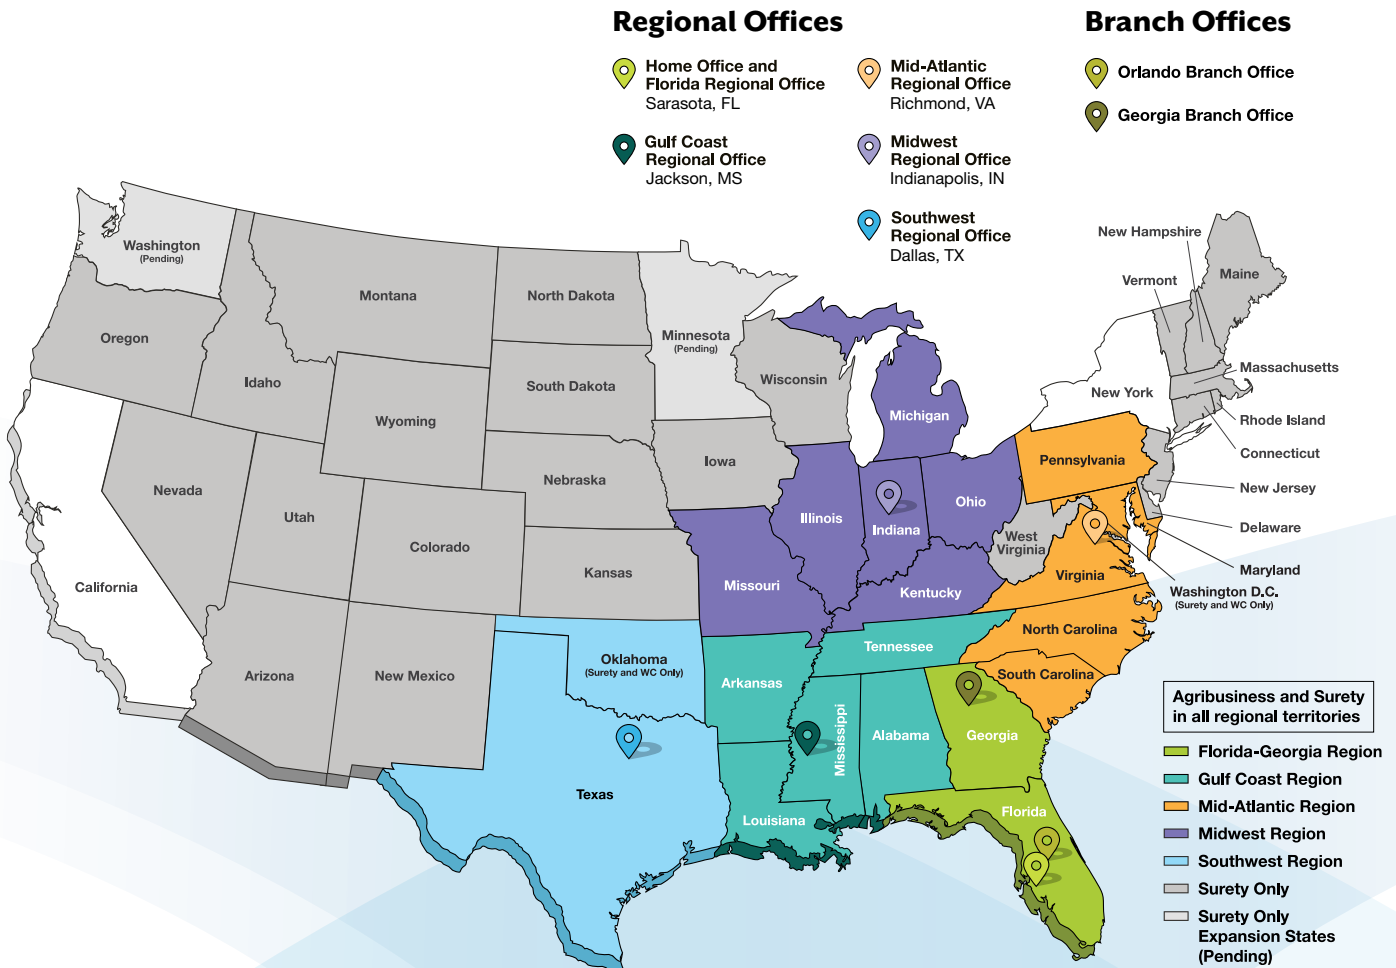 Regional Offices
Home Office and
Florida Regional Office
Sarasota, FL
Gulf Coast
Regional Office
Jackson, MS
Mid-Atlantic
Regional Office
Richmond, VA
Midwest
Regional Office
Indianapolis, IN
Southwest
Regional Office
Dallas, TX
Branch Offices
Orlando Branch Office
Georgia Branch Office
Washington
(Pending)
Oregon
California
Nevada
Idaho
Montana
Wyoming
Utah
Arizona
Colorado
New Mexico
North Dakota
South Dakota
Nebraska
Kansas
Oklahoma
(Surety and WC Only)
Texas
Minnesota
(Pending)
Iowa
Missouri
Arkansas
Louisiana
Wisconsin
Illinois
Michigan
Indiana
Ohio
Kentucky
Tennessee
Mississippi
Alabama
Georgia
Florida
South Carolina
North Carolina
Virginia
West
Virginia
Pennsylvania
New York
Vermont
New Hampshire
Maine
Massachusetts
Rhode Island
Connecticut
New Jersey
Delaware
Maryland
Washington D.C.
(Surety and WC Only)
Agribusiness and Surety
in all regional territories
Florida-Georgia Region
Gulf Coast Region
Mid-Atlantic Region
Midwest Region
Southwest Region
Surety Only
Surety Only
Expansion States
(Pending)